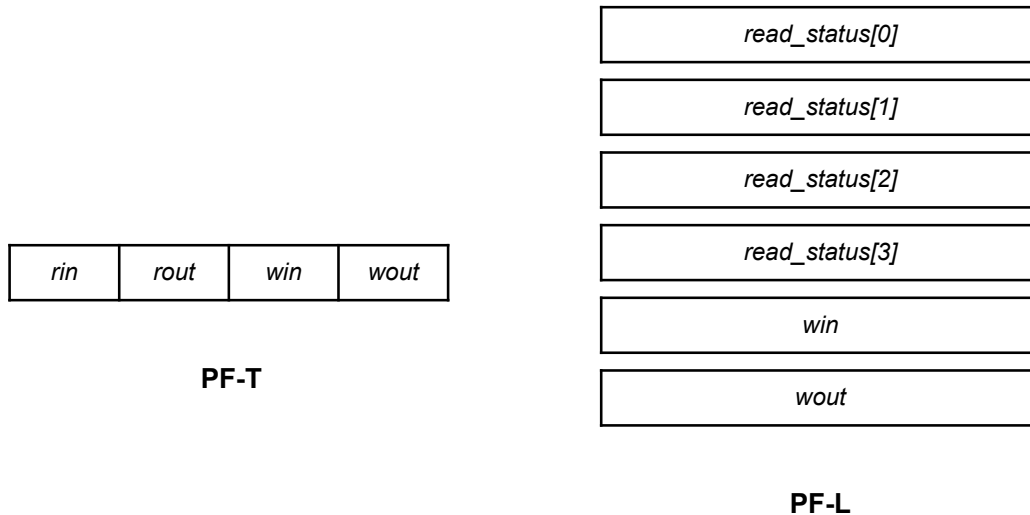 rin rout win wout
PF-T
read_status[0]
read_status[1]
read_status[2]
read_status[3]
win
wout
PF-L